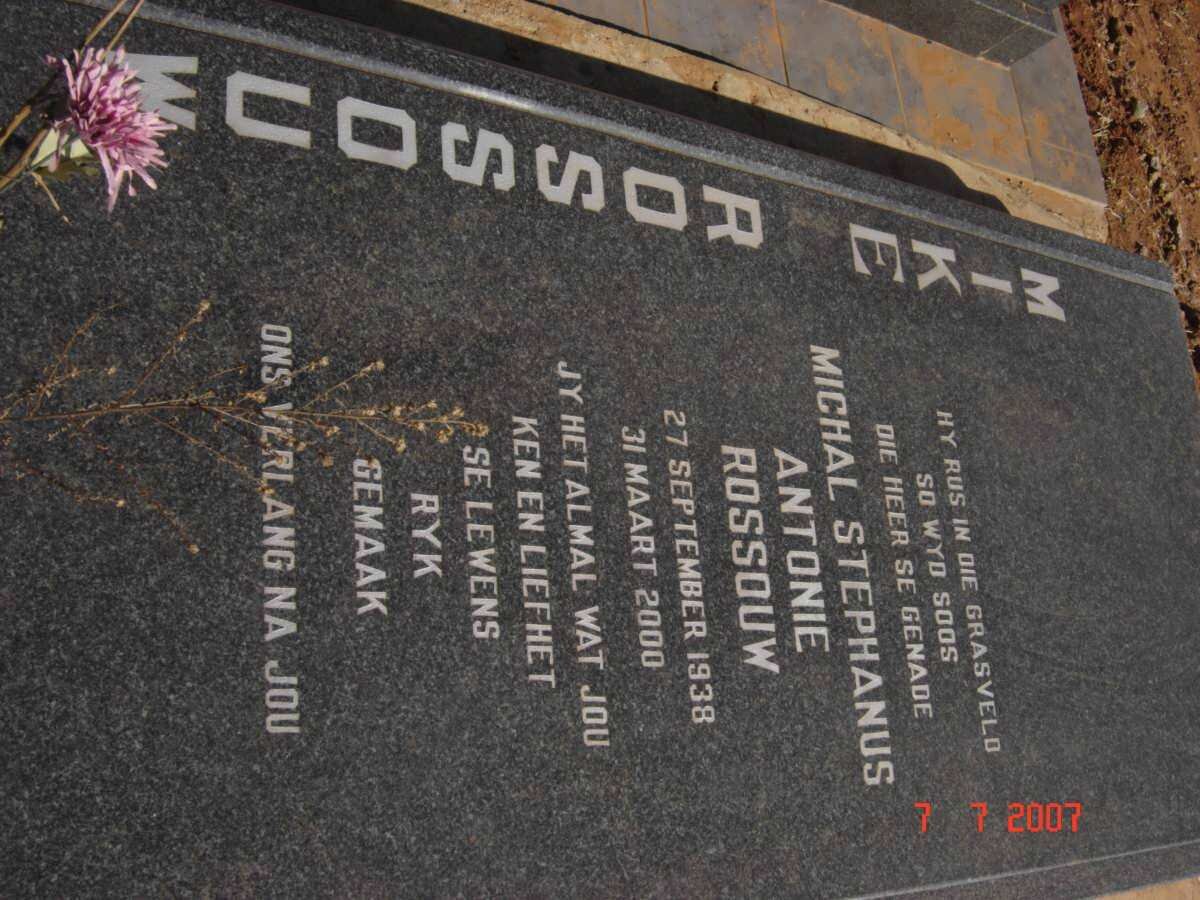 MIKE ROSSOUW
HY RUS IN DIE GRASVELD
SO WYD SOOS
DIE HEER SE GENADE
MICHAL STEPHANUS
ANTONIE
ROSSOUW
27 SEPTEMBER 1938
31 MAART 2000
JY HET ALMAL WAT JOU
KEN EN LIEFHET
SE LEWENS
RYK
GEMAAK
ONS VERLANG NA JOU
7 7 2007